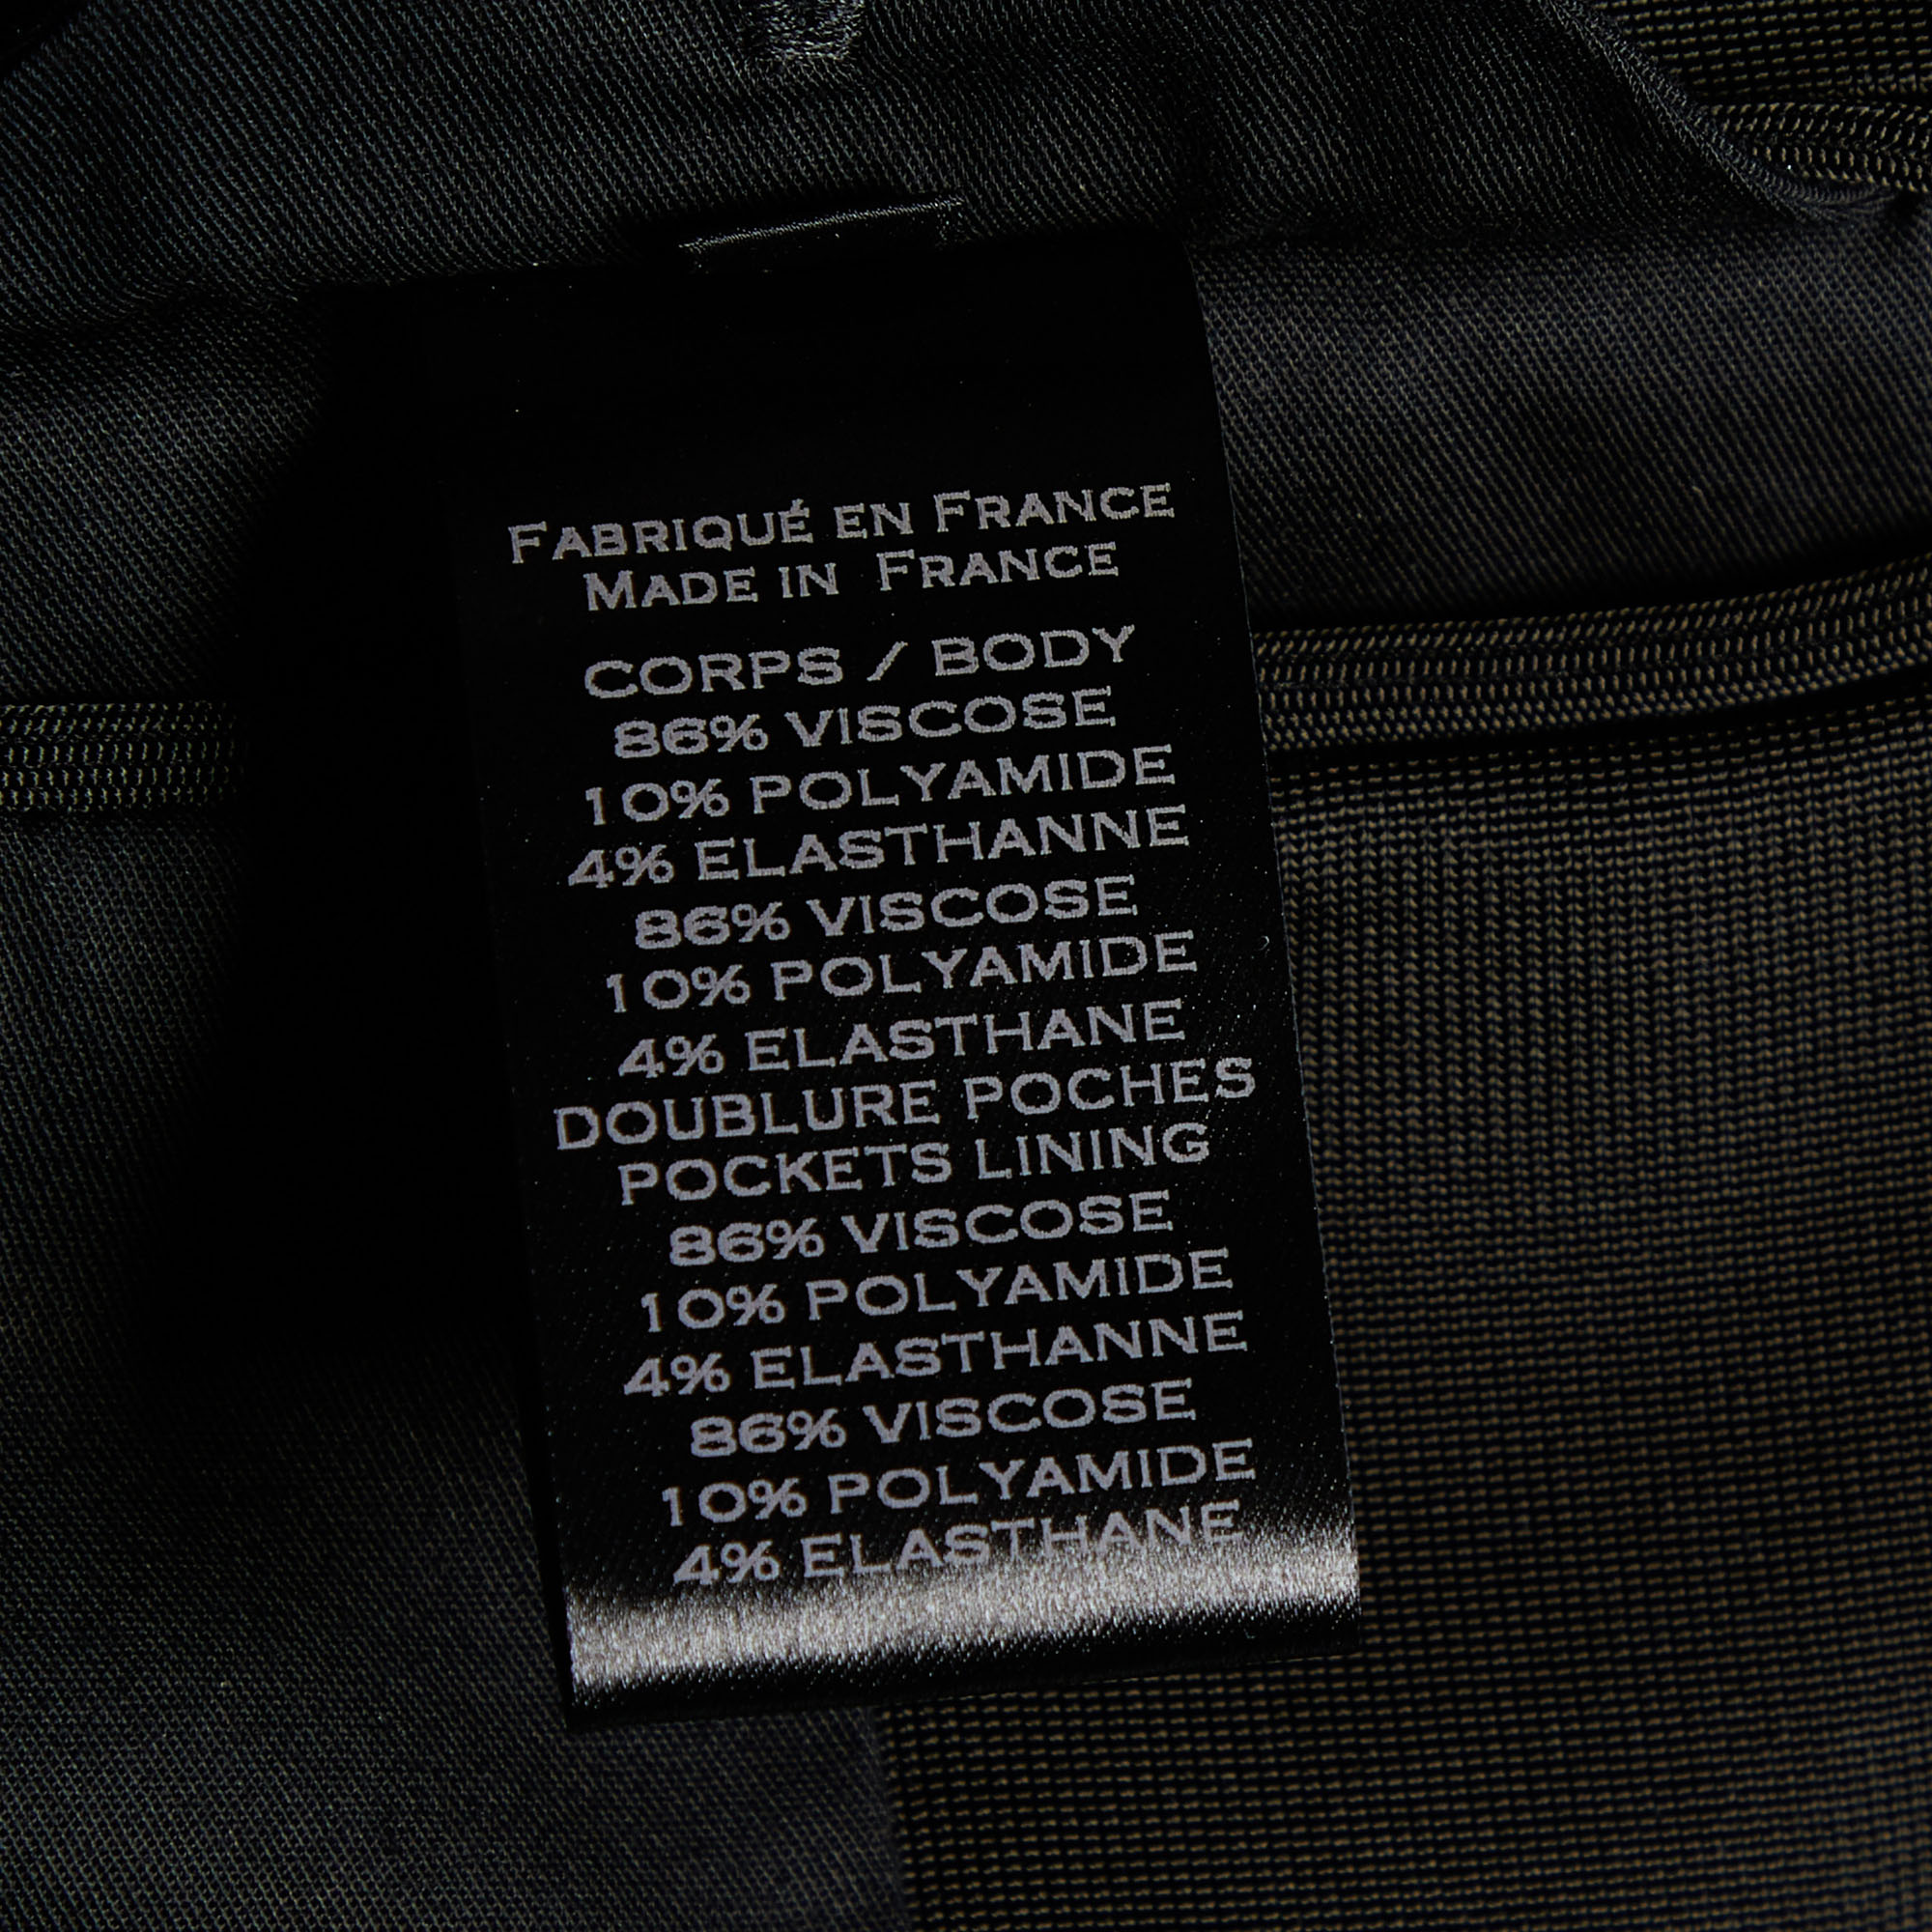 FABRIQUÉ EN FRANCE
MADE IN FRANCE
CORPS / BODY
86% VISCOSE
10% POLYAMIDE
4% ELASTHANNE
86% VISCOSE
10% POLYAMIDE
4% ELASTHANE
DOUBLURE POCHES
POCKETS LINING
86% VISCOSE
10% POLYAMIDE
4% ELASTHANNE
86% VISCOSE
10% POLYAMIDE
4% ELASTHANE